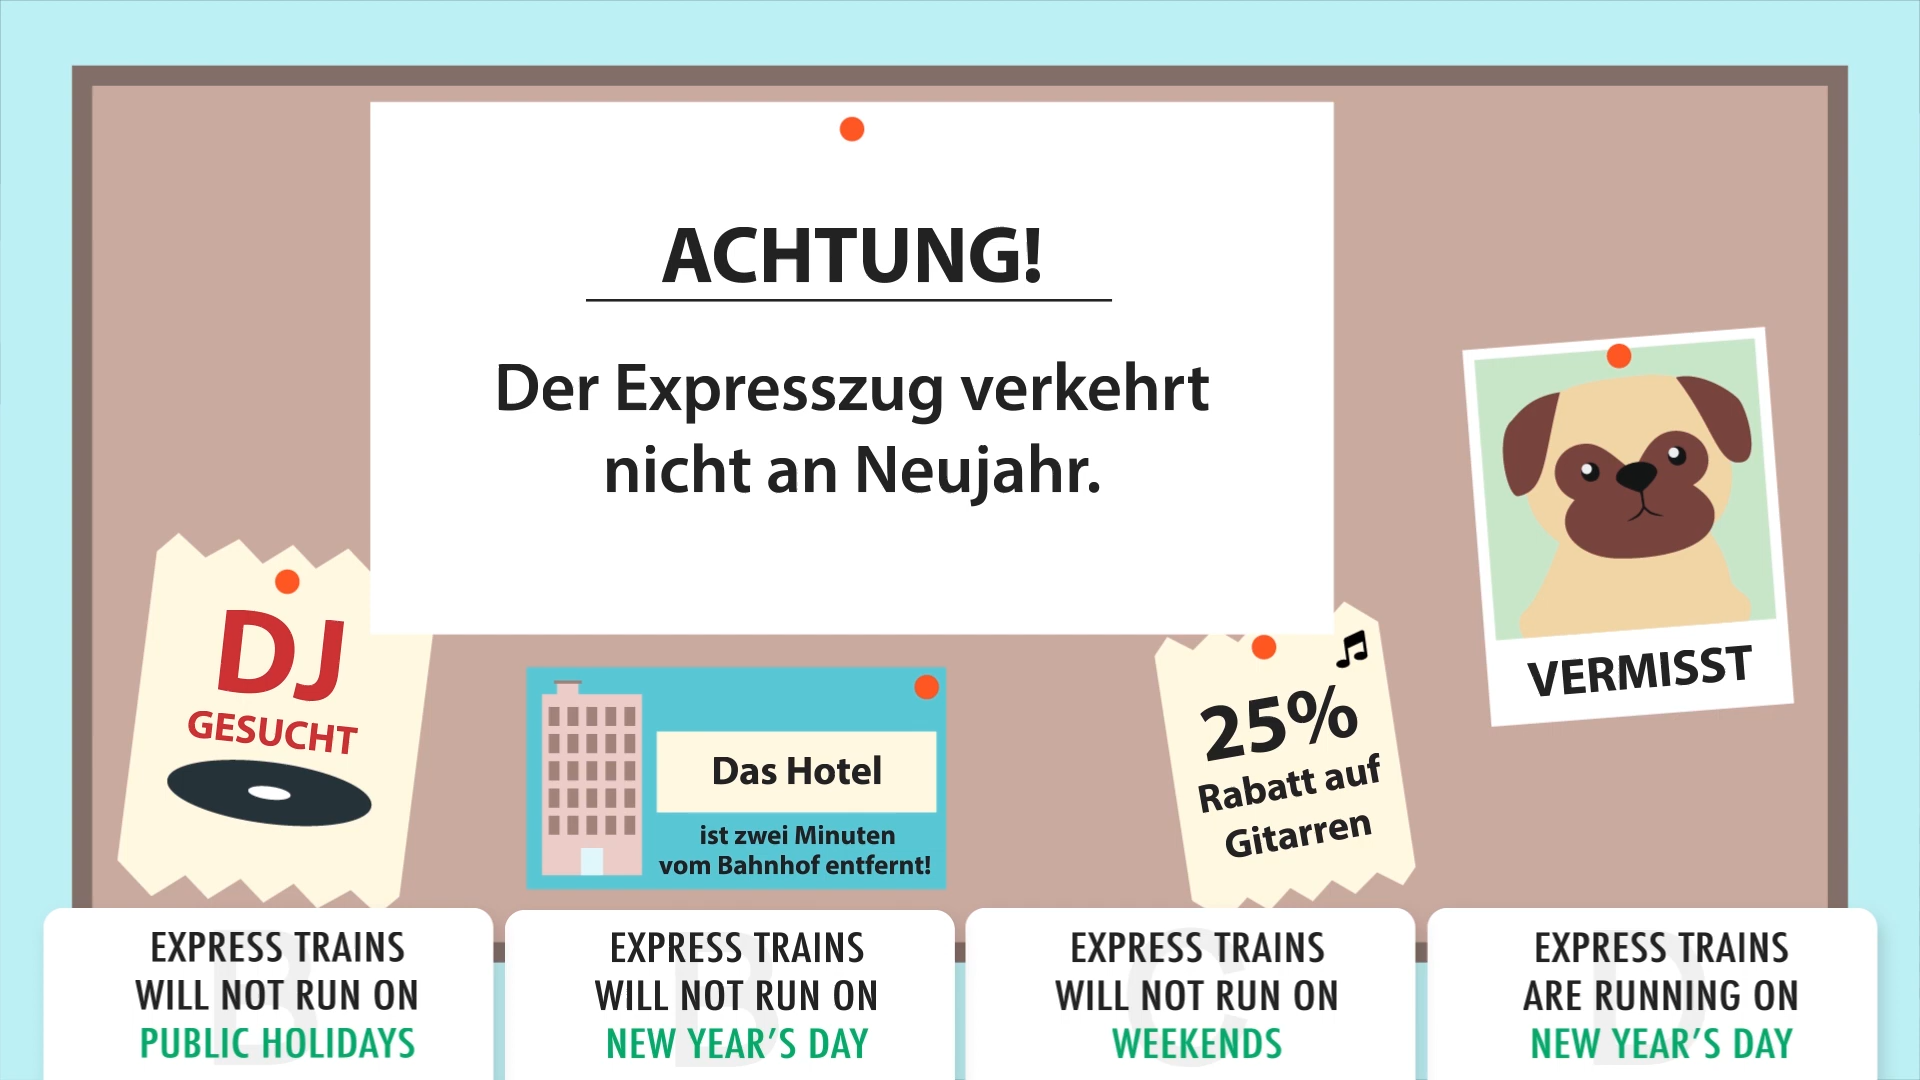 ACHTUNG!
Der Expresszug verkehrt
nicht an Neujahr.
DJ
GESUCHT
Das Hotel
ist zwei Minuten
vom Bahnhof entfernt!
25%
Rabatt auf
Gitarren
VERMISST
B
EXPRESS TRAINS
WILL NOT RUN ON
PUBLIC HOLIDAYS
B
EXPRESS TRAINS
WILL NOT RUN ON
NEW YEAR'S DAY
C
EXPRESS TRAINS
WILL NOT RUN ON
WEEKENDS
D
EXPRESS TRAINS
ARE RUNNING ON
NEW YEAR'S DAY